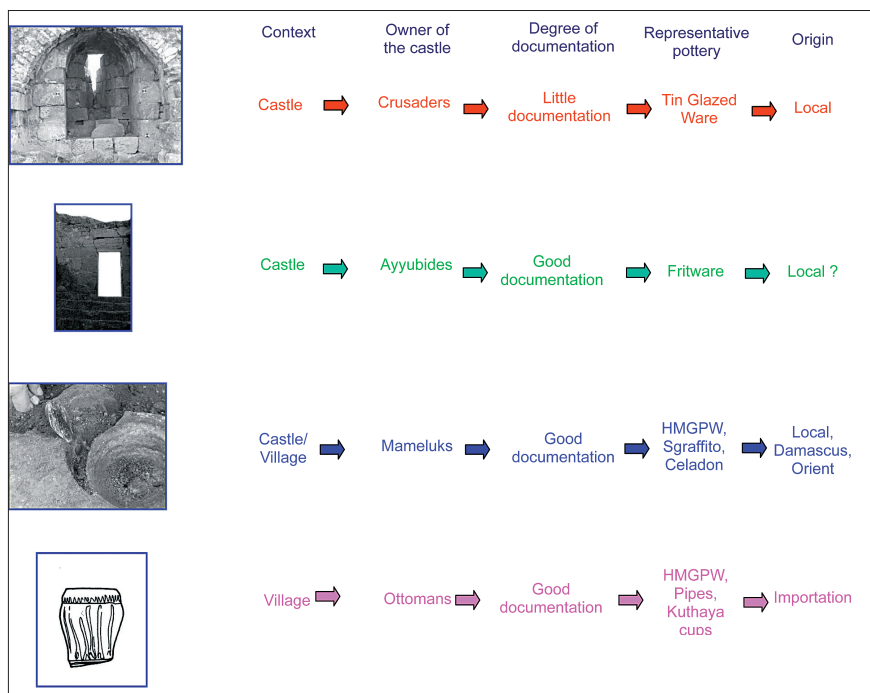 Context
Owner of
the castle
Degree of
documentation
Representative
pottery
Origin
Castle
Crusaders
Little
documentation
Tin Glazed
Ware
Local
Castle
Ayyubides
Good
documentation
Fritware
Local ?
Castle/
Village
Mameluks
Good
documentation
HMGPW,
Sgraffito,
Celadon
Local,
Damascus,
Orient
Village
Ottomans
Good
documentation
HMGPW,
Pipes,
Kuthaya
cups
Importation